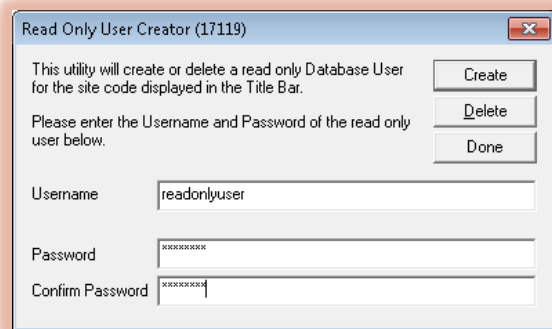 Read Only User Creator (17119)
This utility will create or delete a read only Database User
for the site code displayed in the Title Bar.
Please enter the Username and Password of the read only
user below.
Create
Delete
Done
Username
readonlyuser
Password
********
Confirm Password
********